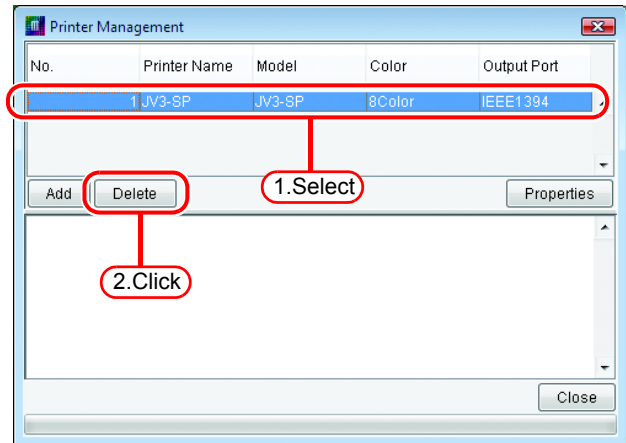 Printer Management
No. Printer Name Model Color Output Port
1 JV3-SP JV3-SP 8Color IEEE1394
1.Select
Add Delete Properties
2.Click
Close